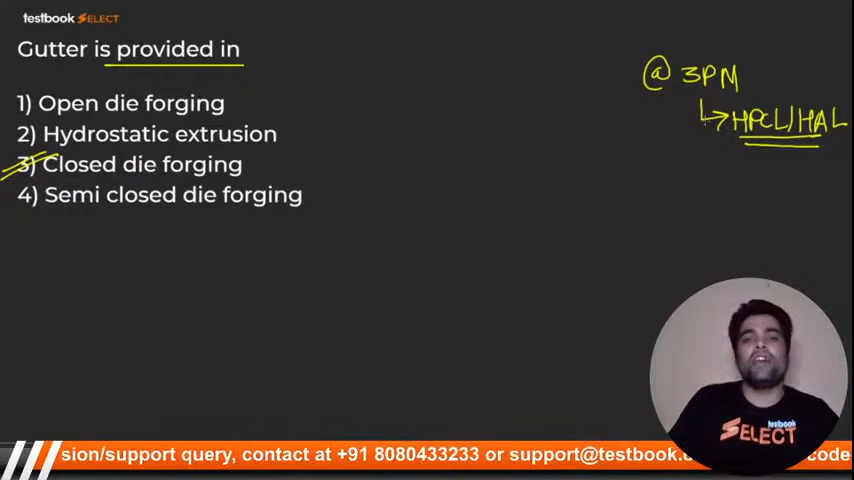 testbook SELECT
Gutter is provided in
@ 3PM
1) Open die forging
HPCL/HAL
2) Hydrostatic extrusion
3) Closed die forging
4) Semi closed die forging
testbook
SELECT
sion/support query, contact at +91 8080433233 or support@testbook.c code